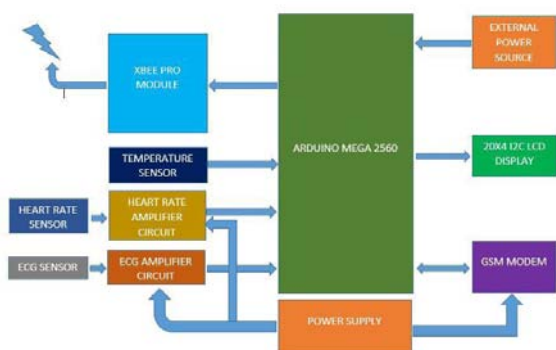 XBEE PRO
MODULE
EXTERNAL
POWER
SOURCE
ARDUINO MEGA 2560
20X4 I2C LCD
DISPLAY
TEMPERATURE
SENSOR
HEART RATE
SENSOR
HEART RATE
AMPLIFIER
CIRCUIT
ECG SENSOR
ECG AMPLIFIER
CIRCUIT
GSM MODEM
POWER SUPPLY